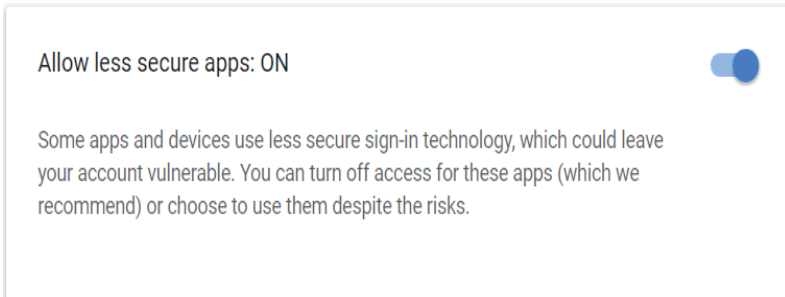 Allow less secure apps: ON
Some apps and devices use less secure sign-in technology, which could leave
your account vulnerable. You can turn off access for these apps (which we
recommend) or choose to use them despite the risks.